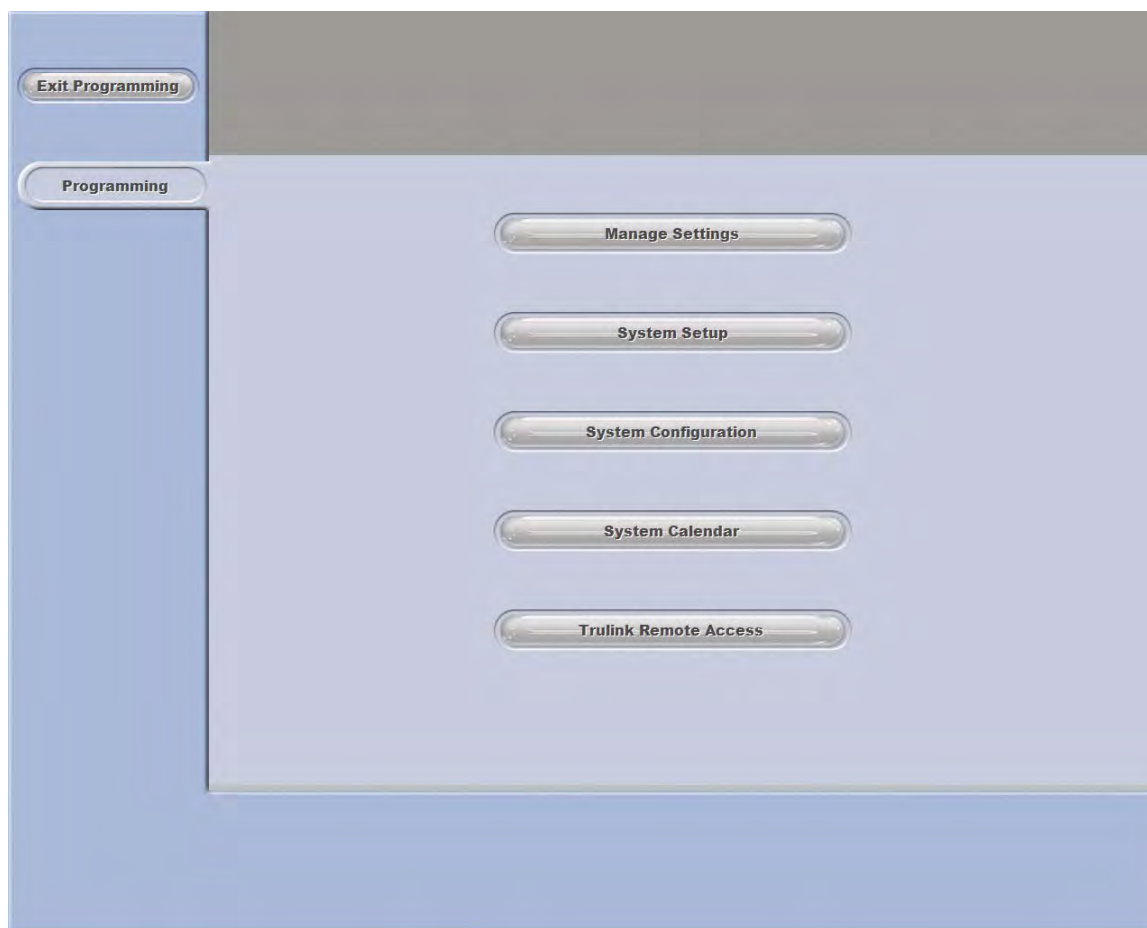 Exit Programming
Programming
Manage Settings
System Setup
System Configuration
System Calendar
Trulink Remote Access